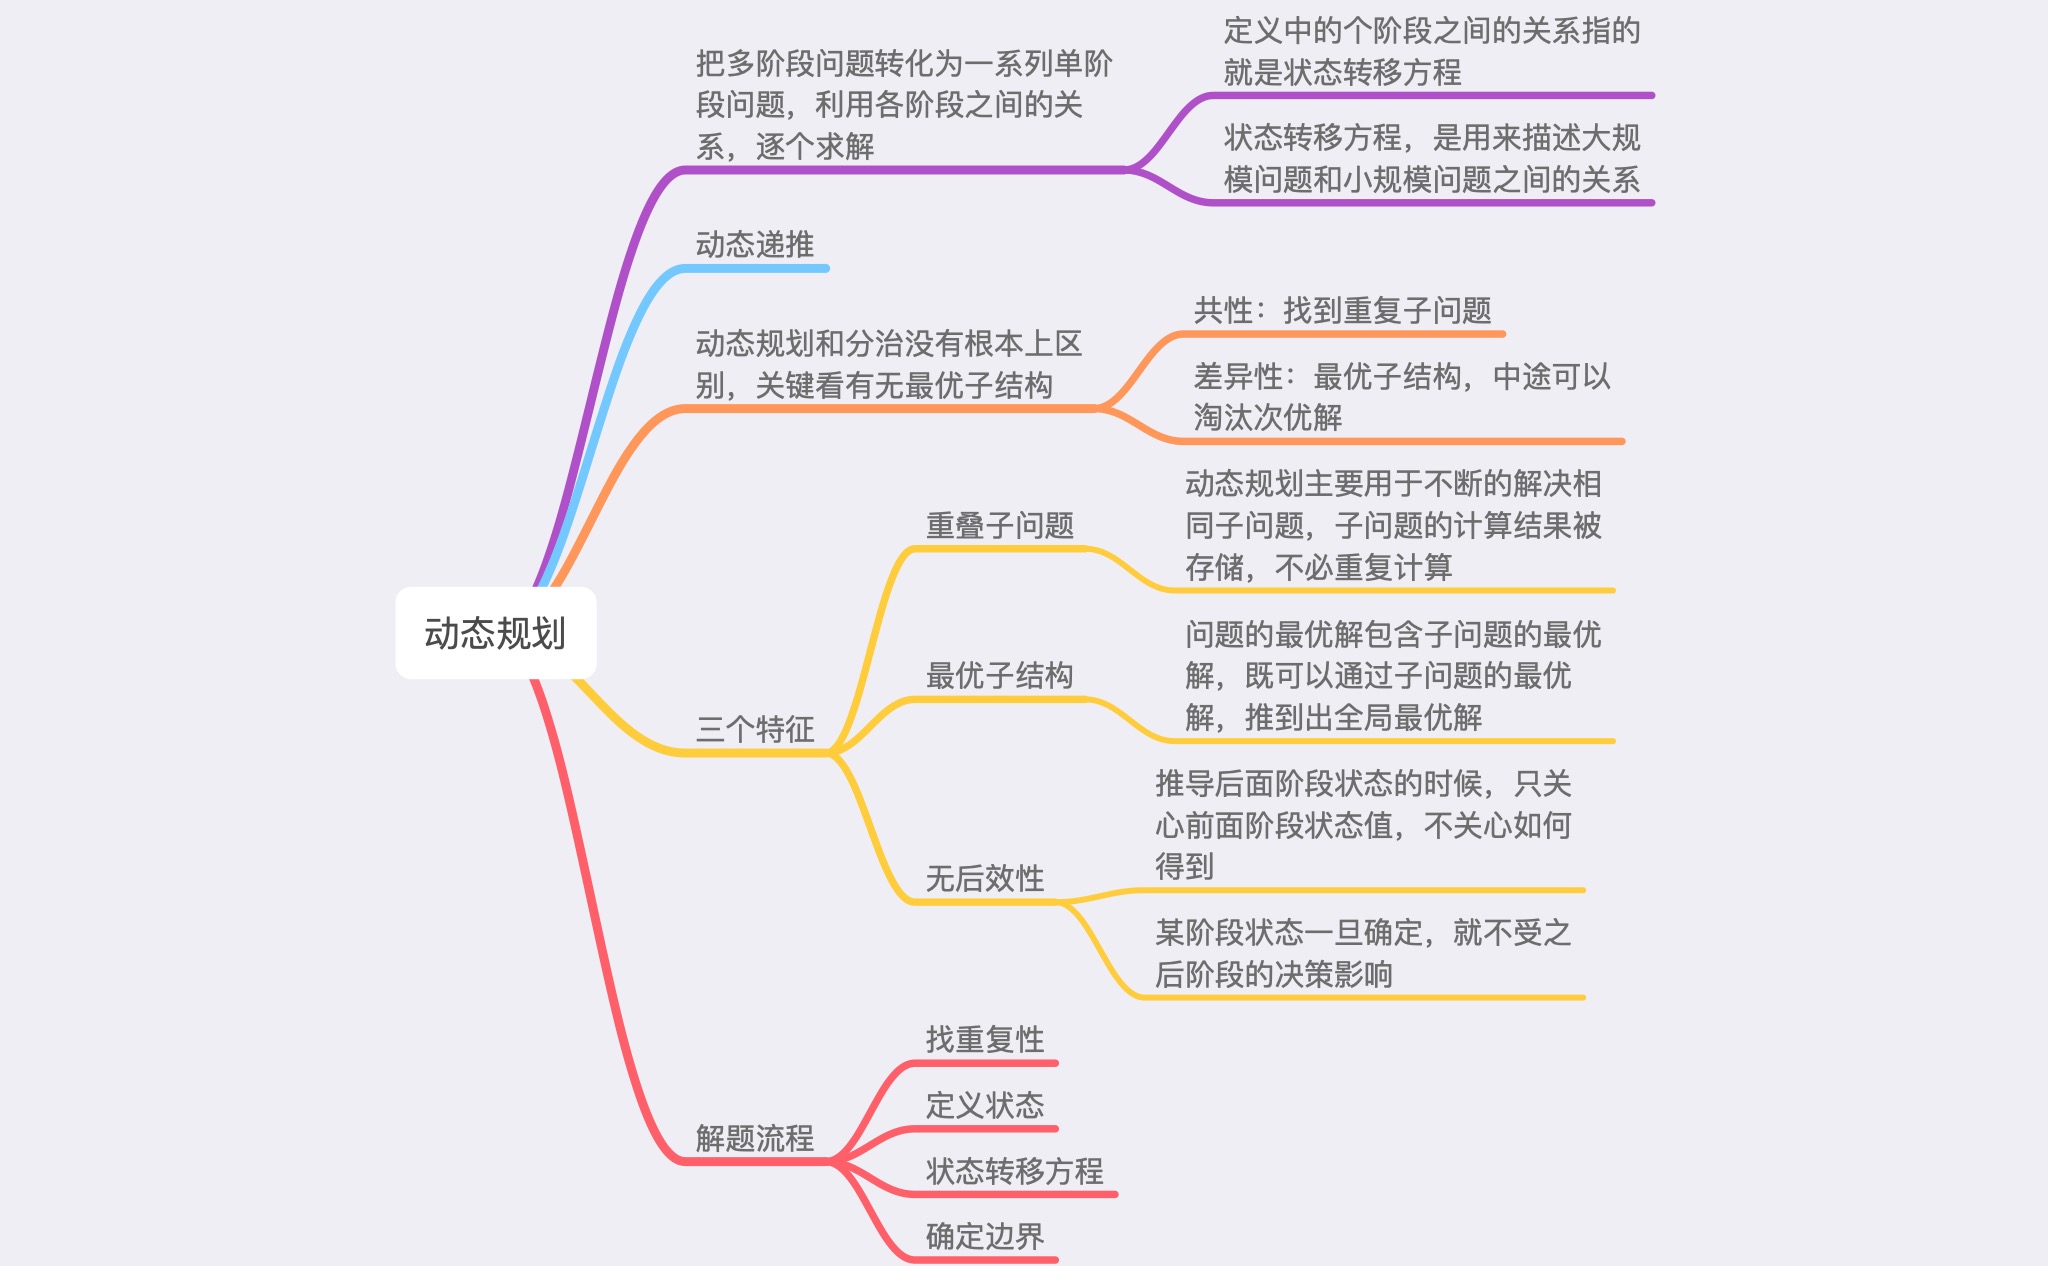 定义中的个阶段之间的关系指的
就是状态转移方程
把多阶段问题转化为一系列单阶
段问题，利用各阶段之间的关
系，逐个求解
状态转移方程，是用来描述大规
模问题和小规模问题之间的关系
动态递推
共性：找到重复子问题
动态规划和分治没有根本上区
别，关键看有无最优子结构
差异性：最优子结构，中途可以
淘汰次优解
动态规划主要用于不断的解决相
同子问题，子问题的计算结果被
存储，不必重复计算
重叠子问题
动态规划
问题的最优解包含子问题的最优
解，既可以通过子问题的最优
解，推到出全局最优解
最优子结构
三个特征
推导后面阶段状态的时候，只关
心前面阶段状态值，不关心如何
得到
无后效性
某阶段状态一旦确定，就不受之
后阶段的决策影响
找重复性
定义状态
解题流程
状态转移方程
确定边界